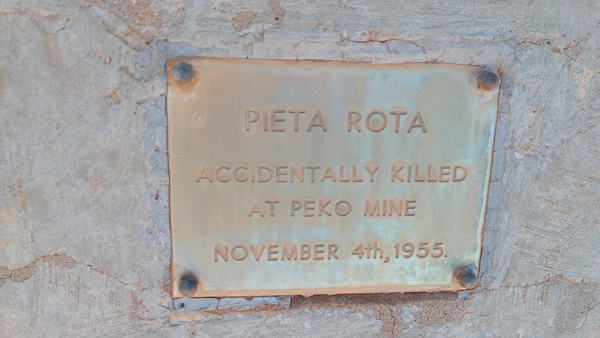 PIETA ROTA
ACCIDENTALLY KILLED
AT PEKO MINE
NOVEMBER 4th, 1955.